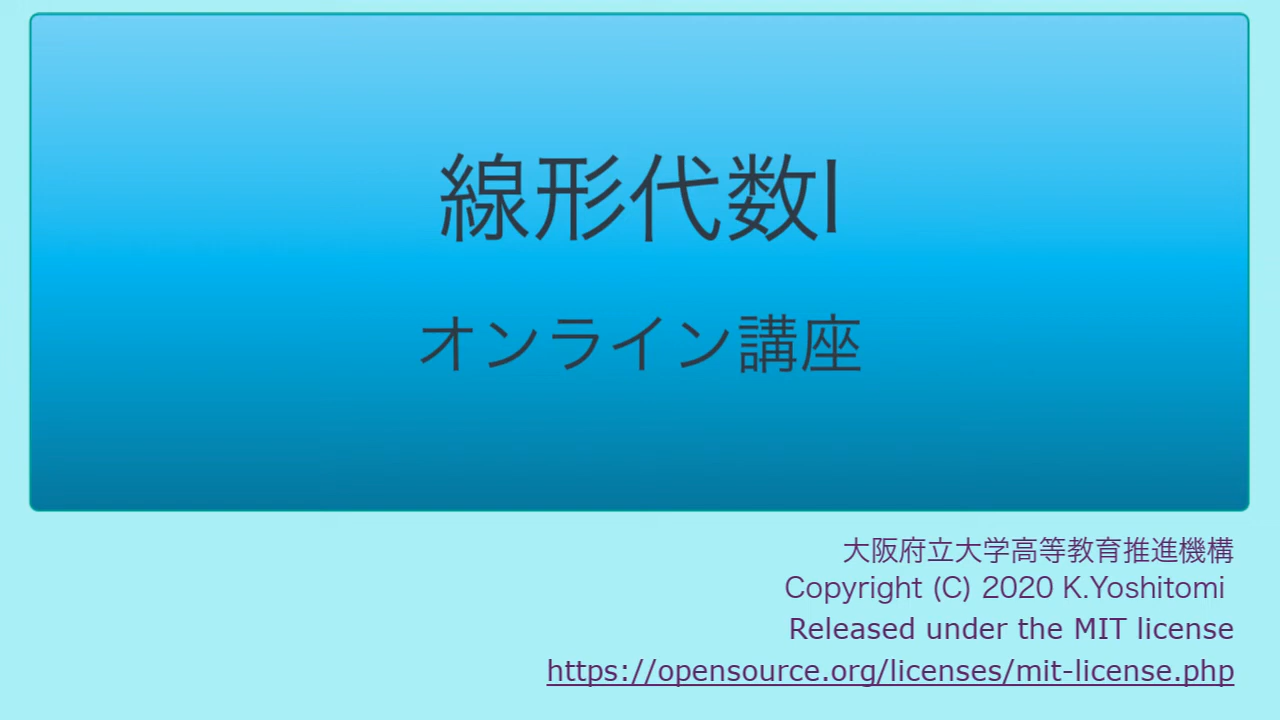 線形代数I
オンライン講座
大阪府立大学高等教育推進機構
Copyright (C) 2020 K.Yoshitomi
Released under the MIT license
https://opensource.org/licenses/mit-license.php